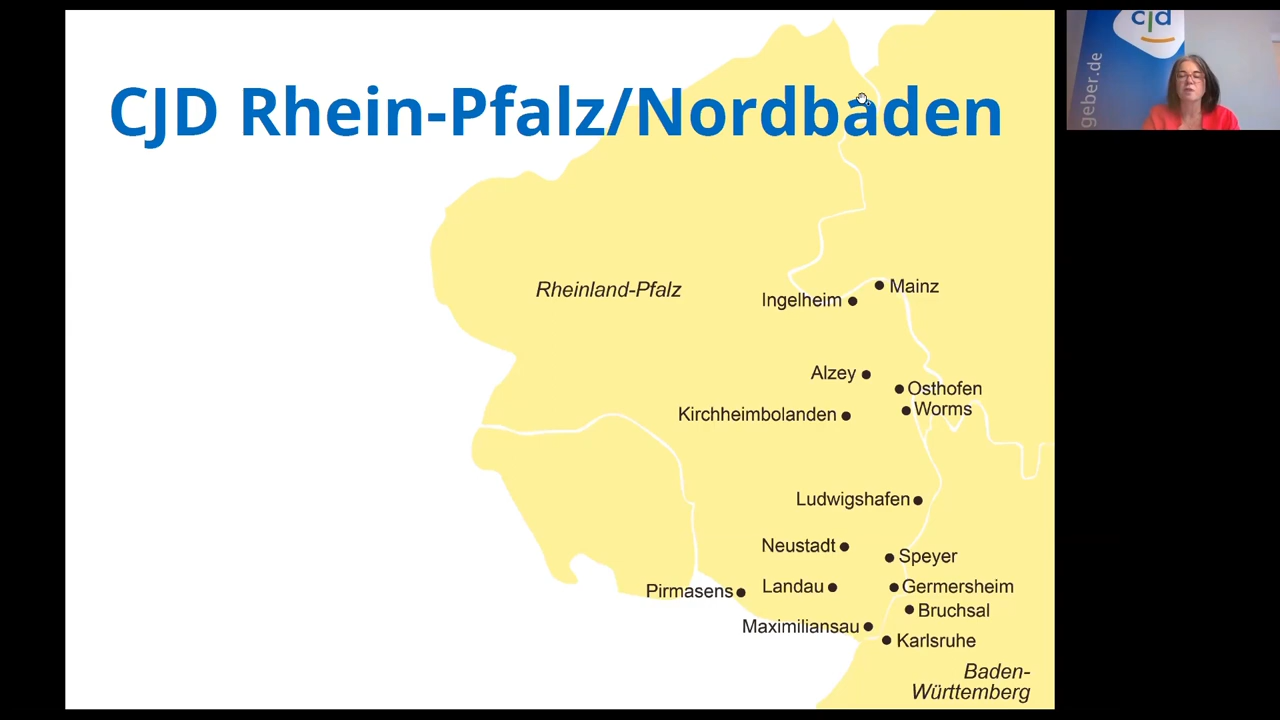 CJD Rhein-Pfalz/Nordbaden
cjd
geber.de
Rheinland-Pfalz
Mainz
Ingelheim
Alzey
Osthofen
Worms
Kirchheimbolanden
Ludwigshafen
Neustadt
Speyer
Pirmasens
Landau
Germersheim
Bruchsal
Maximiliansau
Karlsruhe
Baden-
Württemberg